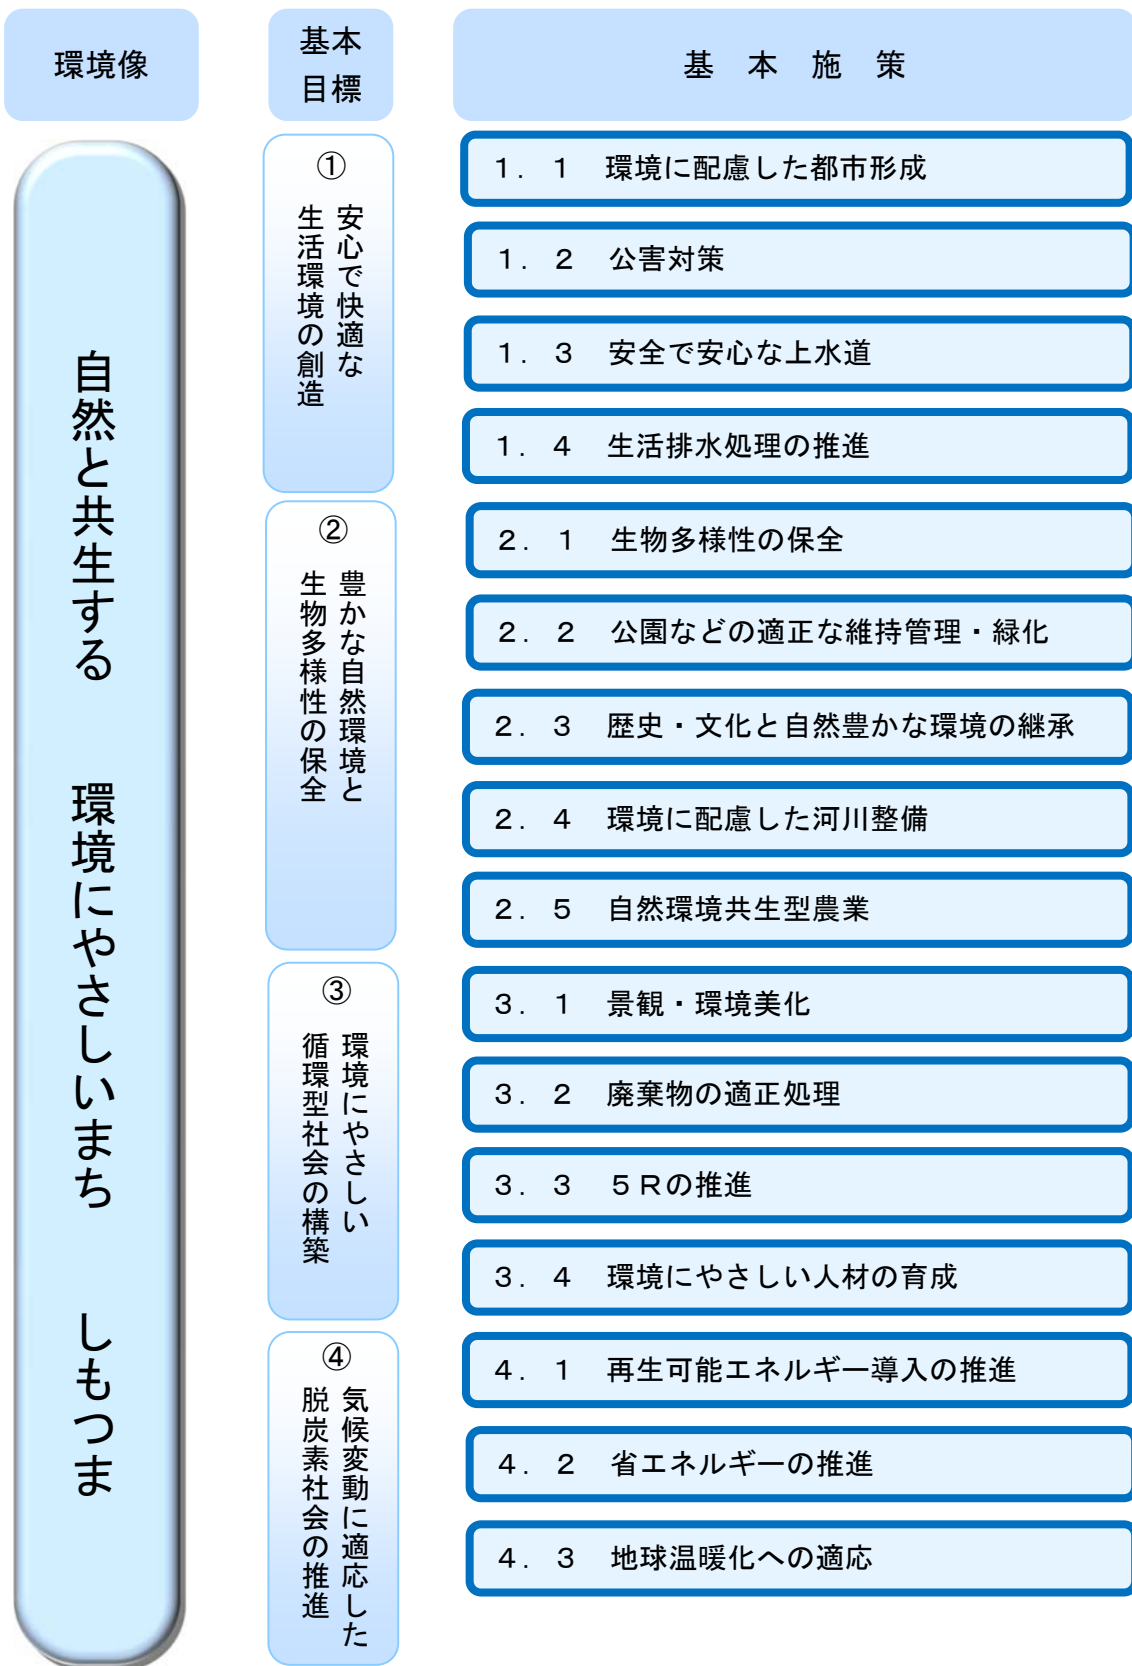 環境像
基本
目標
基　本　施　策
自然と共生する　環境にやさしいまち　しもつま
①
安心で快適な
生活環境の創造
１．１　環境に配慮した都市形成
１．２　公害対策
１．３　安全で安心な上水道
１．４　生活排水処理の推進
②
豊かな自然環境と
生物多様性の保全
２．１　生物多様性の保全
２．２　公園などの適正な維持管理・緑化
２．３　歴史・文化と自然豊かな環境の継承
２．４　環境に配慮した河川整備
２．５　自然環境共生型農業
③
環境にやさしい
循環型社会の構築
３．１　景観・環境美化
３．２　廃棄物の適正処理
３．３　５Ｒの推進
３．４　環境にやさしい人材の育成
④
気候変動に適応した
脱炭素社会の推進
４．１　再生可能エネルギー導入の推進
４．２　省エネルギーの推進
４．３　地球温暖化への適応